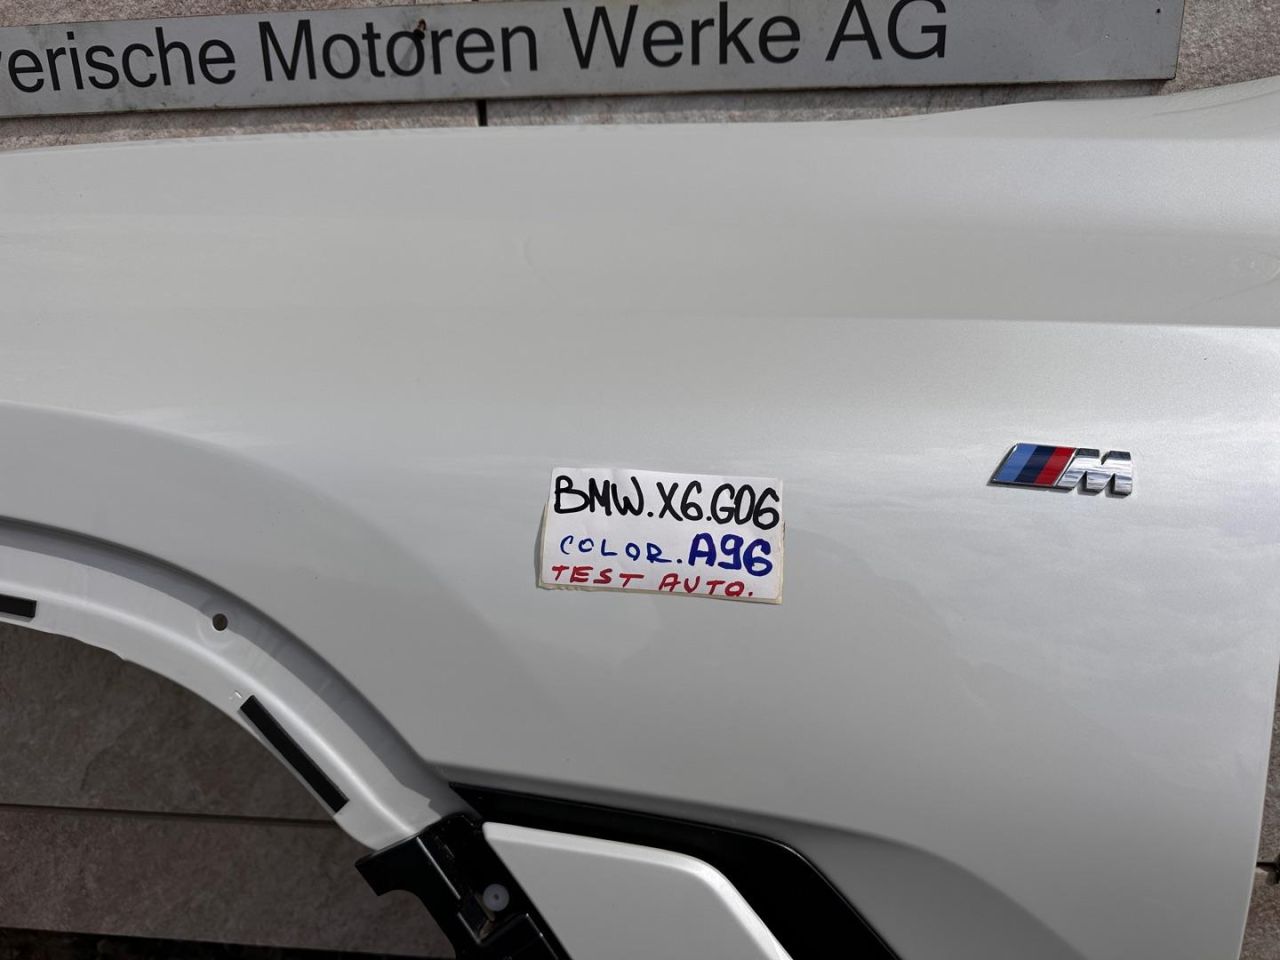 erische Motoren Werke AG
M
BMW.X6.G06
COLOR.A96
TEST AUTO.